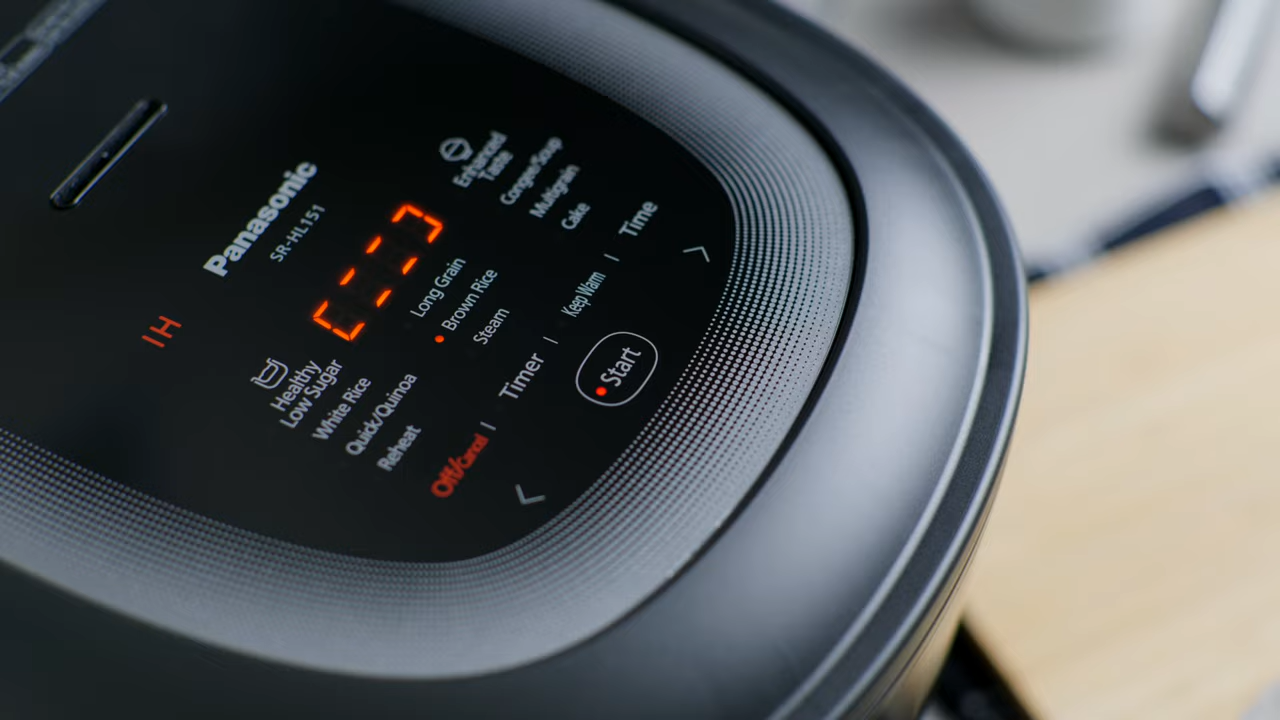 IH
Panasonic
SR-HL151
Healthy
Low Sugar
White Rice
Quick/Quinoa
Reheat
Long Grain
Brown Rice
Steam
Enhanced
Taste
Congee/Soup
Multigrain
Cake
Off/Cancel | Timer | Keep Warm | Time
< Start >